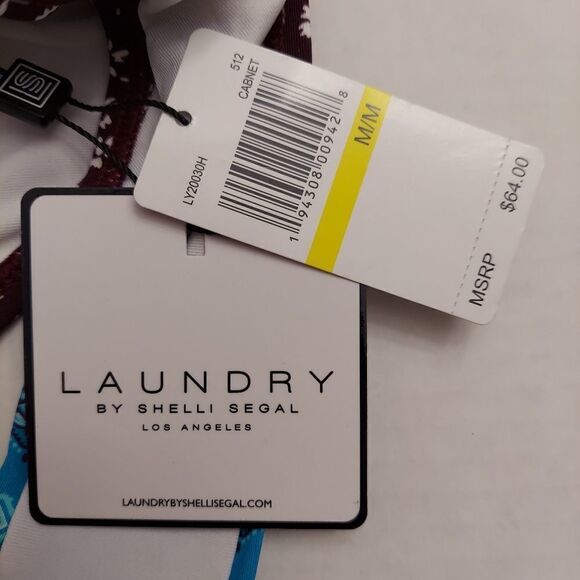 512
CABNET
LY20030H
1 94308 00942 8
M/M
MSRP $64.00
LAUNDRY
BY SHELLI SEGAL
LOS ANGELES
LAUNDRYBYSHELLISEGAL.COM